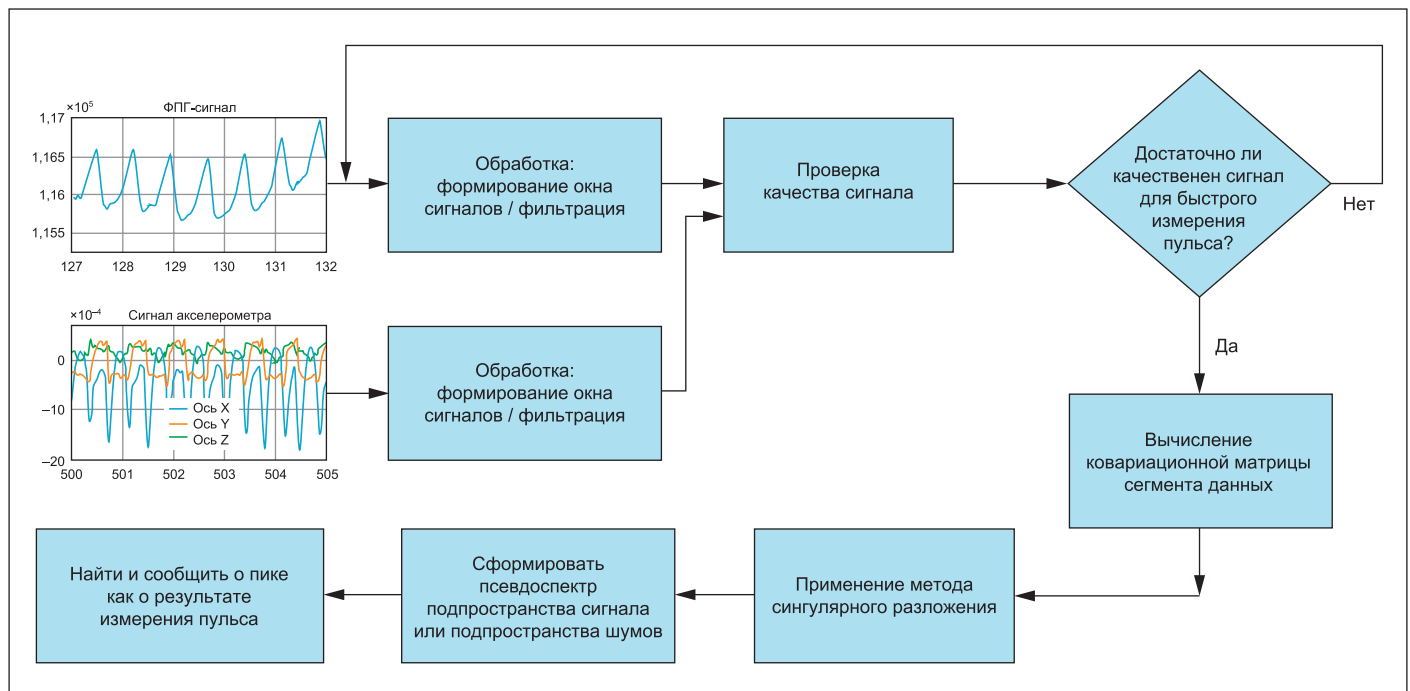 ×10⁵
ФПГ-сигнал
1,17
1,165
1,16
1,155
127 128 129 130 131 132
Обработка:
формирование окна
сигналов / фильтрация
Проверка
качества сигнала
Достаточно ли
качественен сигнал
для быстрого
измерения
пульса?
Нет
Да
×10⁻⁴
Сигнал акселерометра
0
–10
–20
Ось X
Ось Y
Ось Z
500 501 502 503 504 505
Обработка:
формирование окна
сигналов / фильтрация
Вычисление
ковариационной матрицы
сегмента данных
Применение метода
сингулярного разложения
Сформировать
псевдоспектр
подпространства сигнала
или подпространства шумов
Найти и сообщить о пике
как о результате
измерения пульса